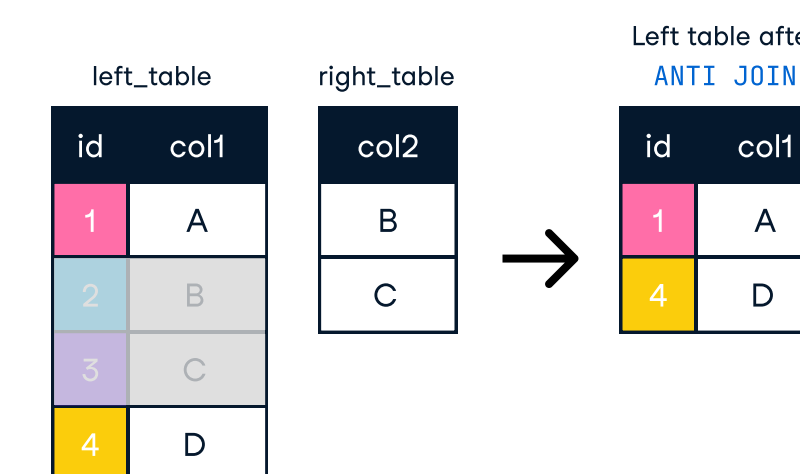 Left table afte
left_table right_table ANTI JOIN
id col1 col2 id col1
1 A B 1 A
2 B C 4 D
3 C
4 D